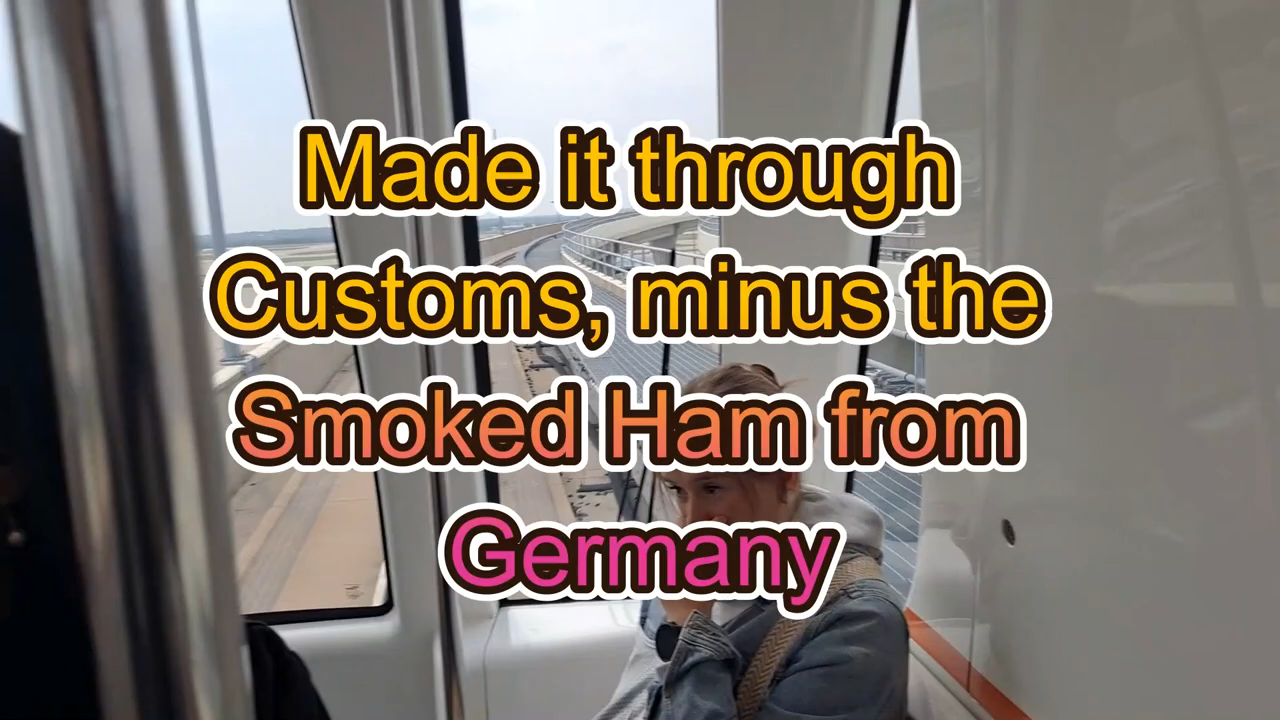 Made it through
Customs, minus the
Smoked Ham from
Germany